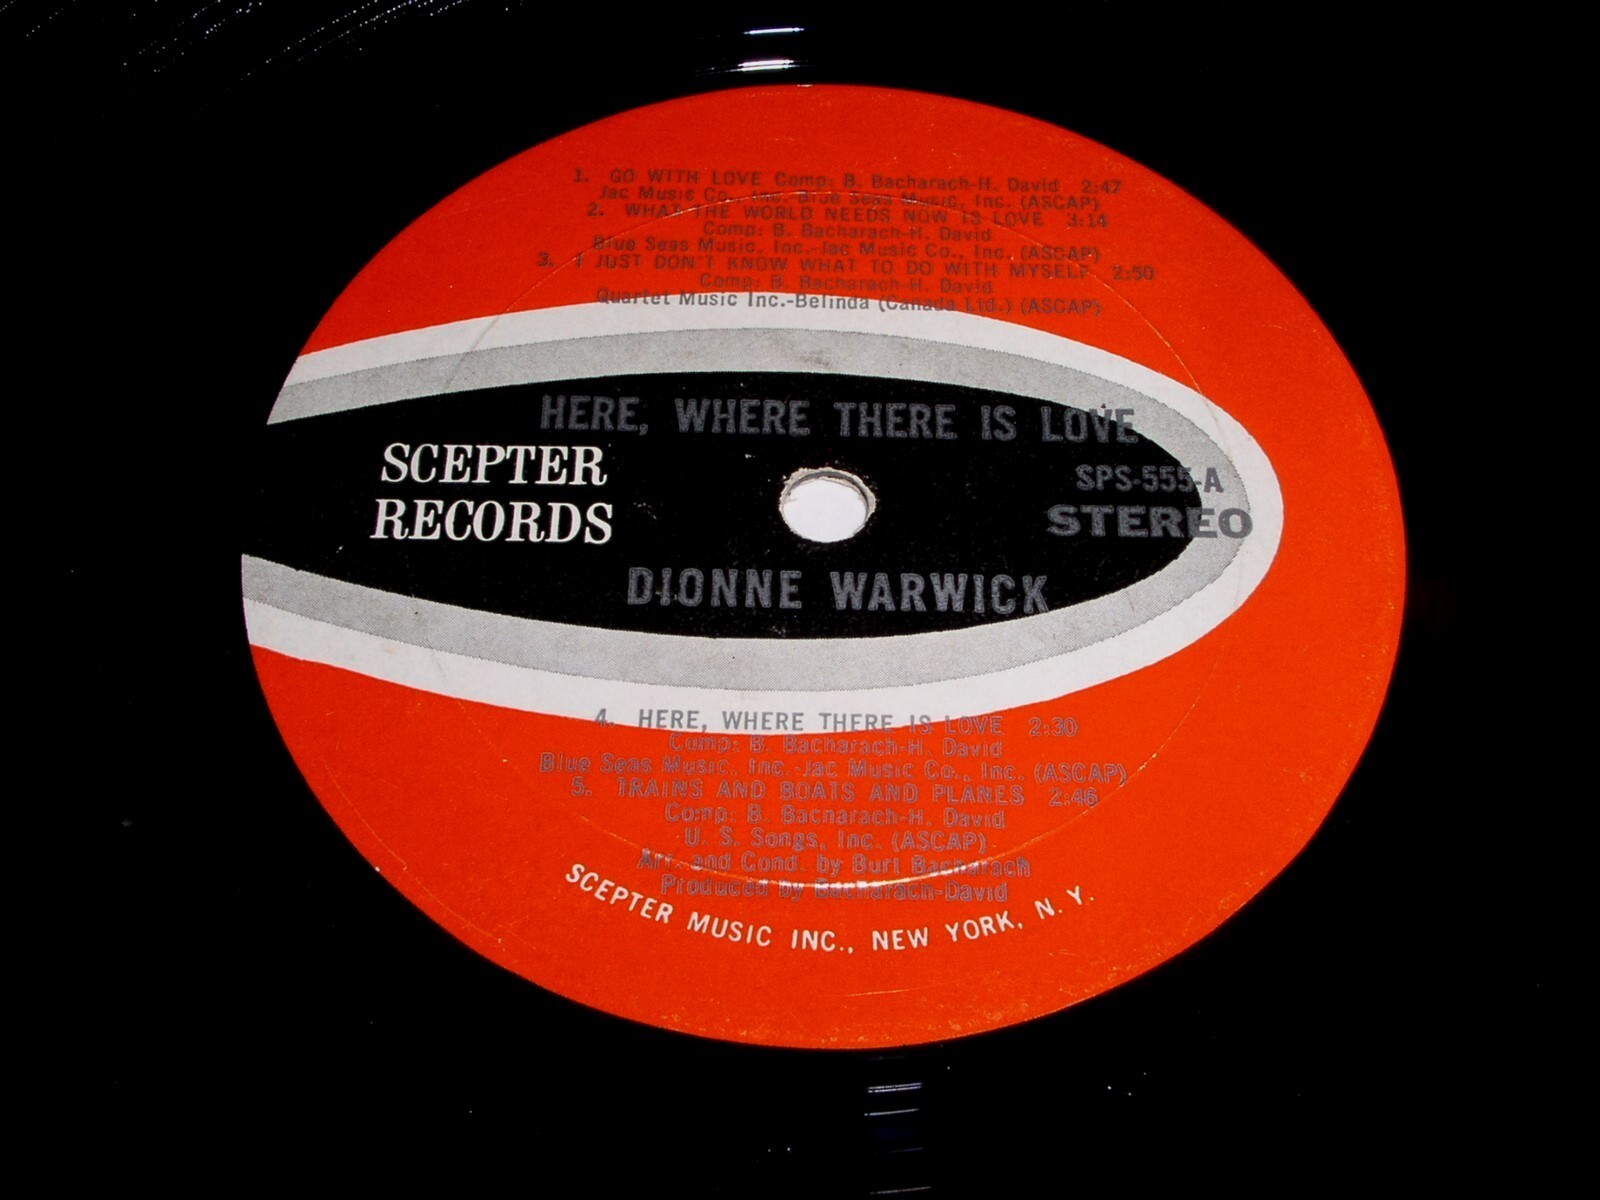 1. GO WITH LOVE Comp: B. Bacharach-H. David 2:47
Jac Music Co., Inc.-Blue Seas Music, Inc. (ASCAP)
2. WHAT THE WORLD NEEDS NOW IS LOVE 3:14
Comp: B. Bacharach-H. David
Blue Seas Music, Inc.-Jac Music Co., Inc. (ASCAP)
3. I JUST DON'T KNOW WHAT TO DO WITH MYSELF 2:50
Comp: B. Bacharach-H. David
Quartet Music Inc.-Belinda (Canada Ltd.) (ASCAP)
HERE, WHERE THERE IS LOVE
SCEPTER
RECORDS
SPS-555-A
STEREO
DIONNE WARWICK
4. HERE, WHERE THERE IS LOVE 2:30
Comp: B. Bacharach-H. David
Blue Seas Music, Inc.-Jac Music Co., Inc. (ASCAP)
5. TRAINS AND BOATS AND PLANES 2:46
Comp: B. Bacharach-H. David
U. S. Songs, Inc. (ASCAP)
Arr. and Cond. by Burt Bacharach
Produced by Bacharach-David
SCEPTER MUSIC INC., NEW YORK, N. Y.